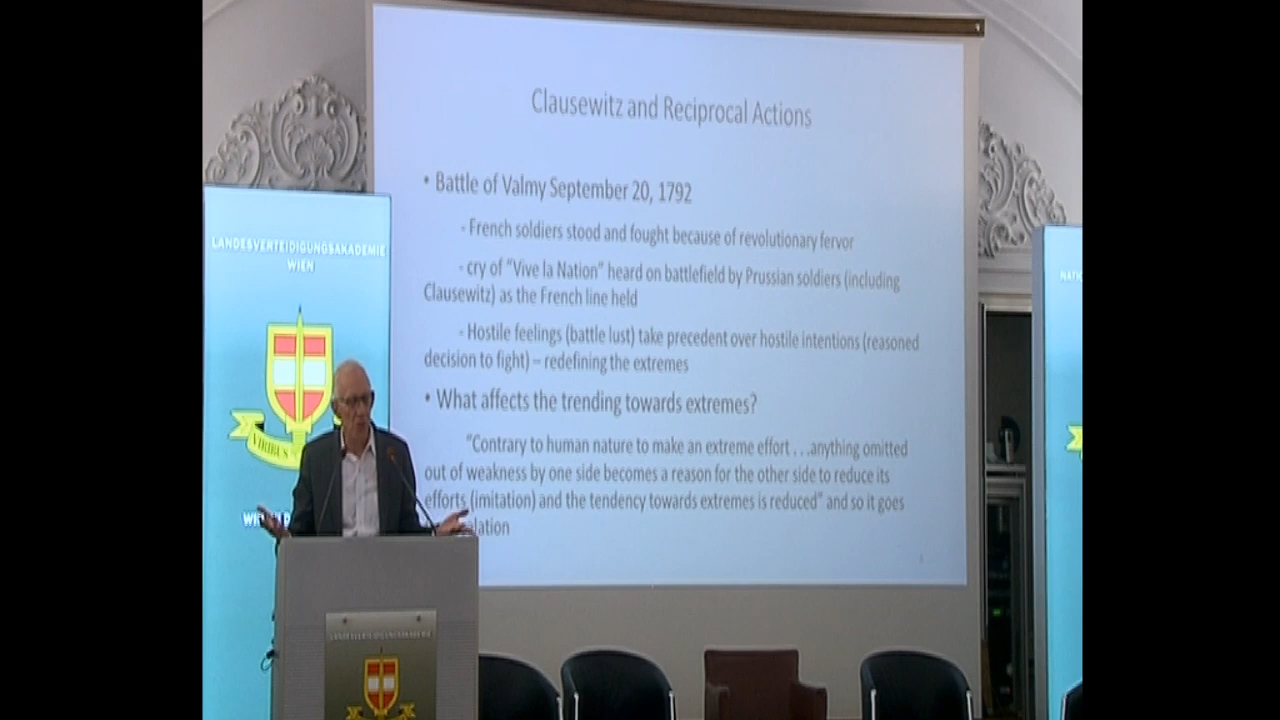 Clausewitz and Reciprocal Actions
• Battle of Valmy September 20, 1792
- French soldiers stood and fought because of revolutionary fervor
- cry of “Vive la Nation” heard on battlefield by Prussian soldiers (including
Clausewitz) as the French line held
- Hostile feelings (battle lust) take precedent over hostile intentions (reasoned
decision to fight) – redefining the extremes
• What affects the trending towards extremes?
“Contrary to human nature to make an extreme effort . . .anything omitted
out of weakness by one side becomes a reason for the other side to reduce its
efforts (imitation) and the tendency towards extremes is reduced” and so it goes
LANDESVERTEIDIGUNGSAKADEMIE
WIEN
VIRIBUS
LANDESVERTEIDIGUNGSAKADEMIE